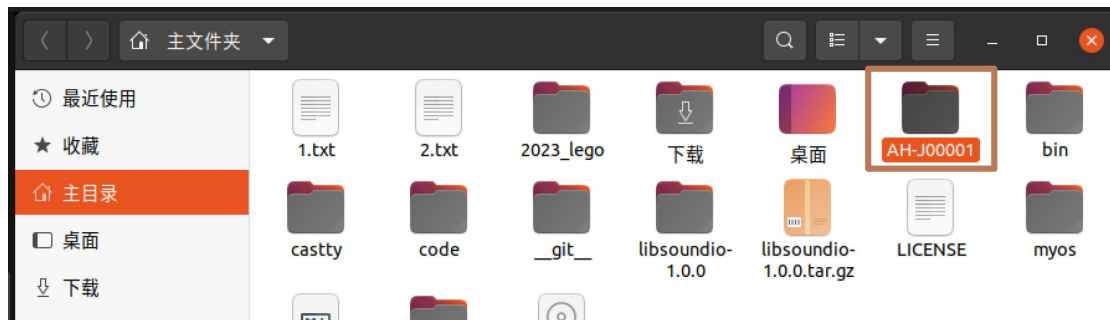 主文件夹
最近使用
收藏
主目录
桌面
下载
1.txt
2.txt
2023_lego
下载
桌面
AH-J00001
bin
castty
code
__git__
libsoundio-
1.0.0
libsoundio-
1.0.0.tar.gz
LICENSE
myos